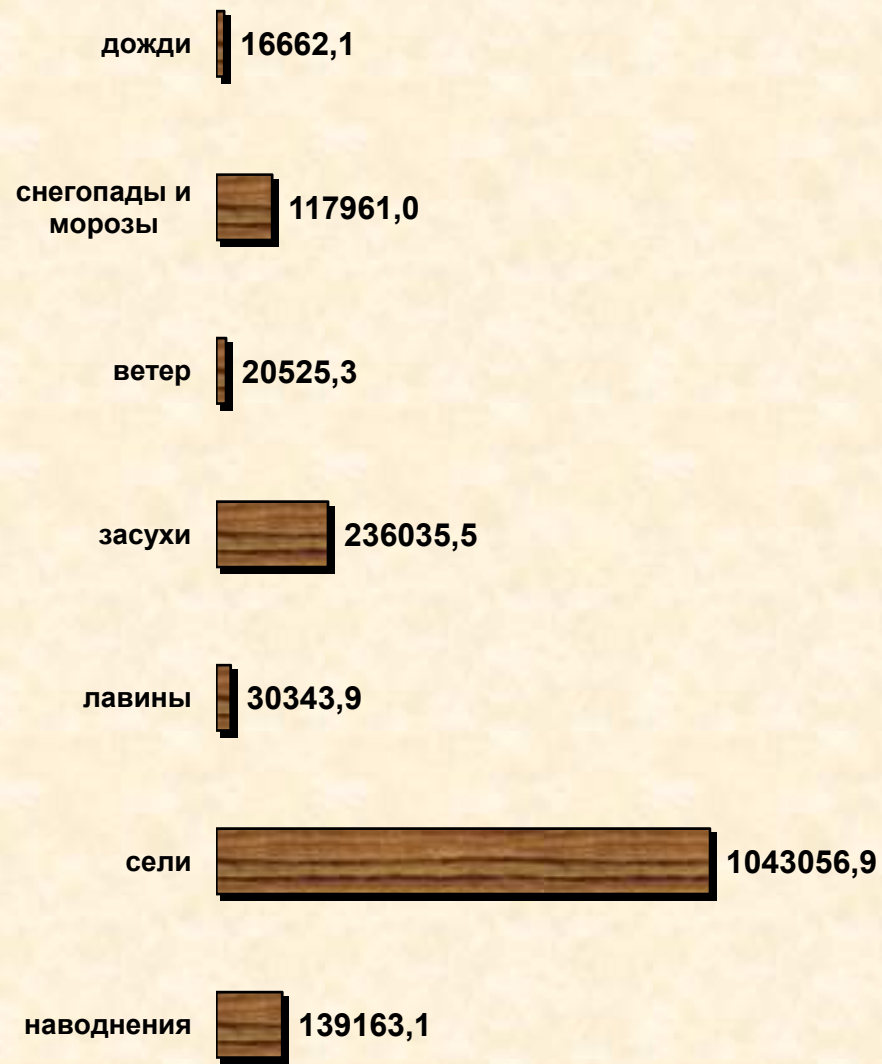 дожди 16662,1
снегопады и
морозы 117961,0
ветер 20525,3
засухи 236035,5
лавины 30343,9
сели 1043056,9
наводнения 139163,1